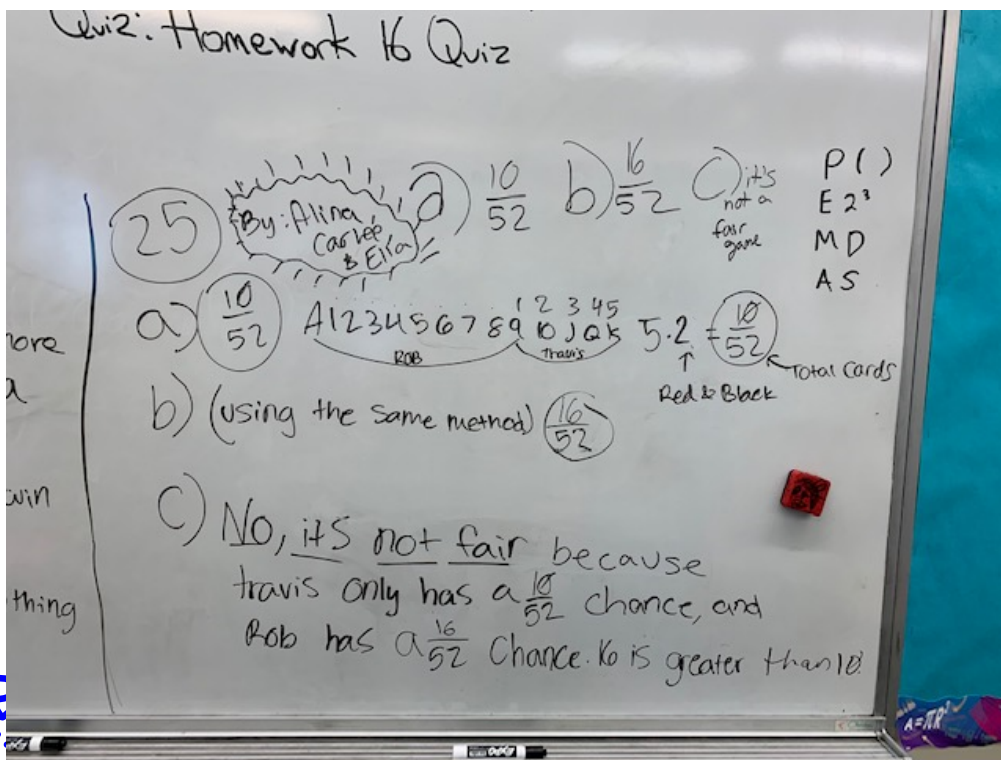 Quiz: Homework 16 Quiz
ore
a
win
thing
25
By: Alina,
Carlee
& Ella
a) 10/52 b) 16/52 c) it's
not a
fair
game
P ( )
E 2³
M D
A S
1 2 3 4 5
a) 10/52 A 1 2 3 4 5 6 7 8 9 10 J Q K 5·2 = 10/52
ROB Travis
Red & Black
Total Cards
b) (using the same method) 16/52
c) No, its not fair because
travis only has a 10/52 chance, and
Rob has a 16/52 Chance. 16 is greater than 10.
EXPO
A=πR²